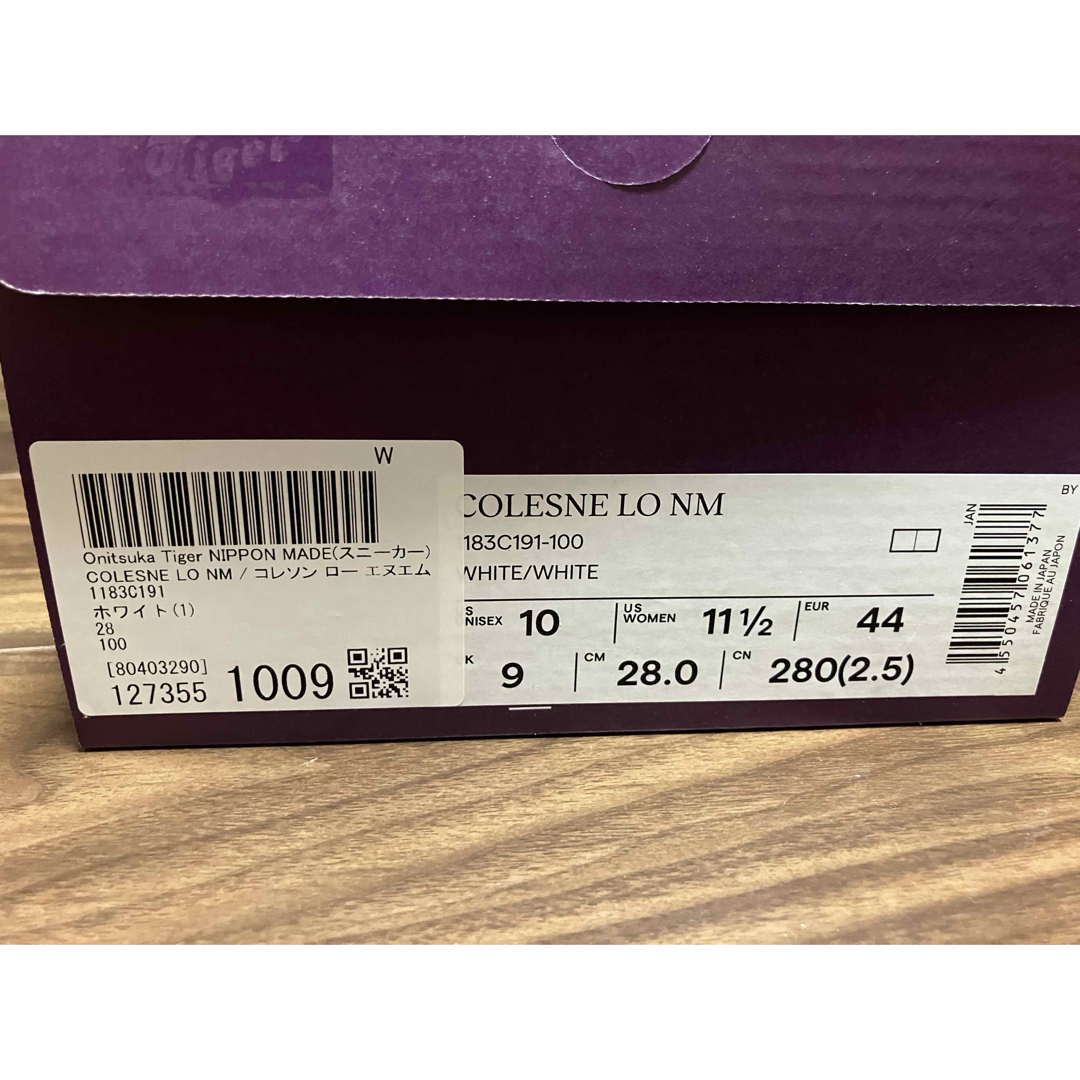 Tiger
W
Onitsuka Tiger NIPPON MADE(スニーカー)
COLESNE LO NM / コレソン ロー エヌエム
1183C191
ホワイト(1)
28
100
[80403290]
127355 1009
COLESNE LO NM
183C191-100
WHITE/WHITE
S NISEX 10 US WOMEN 11½ EUR 44
K 9 CM 28.0 CN 280(2.5)
JAN
4550457061377
MADE IN JAPAN
FABRIQUE AU JAPON
BY